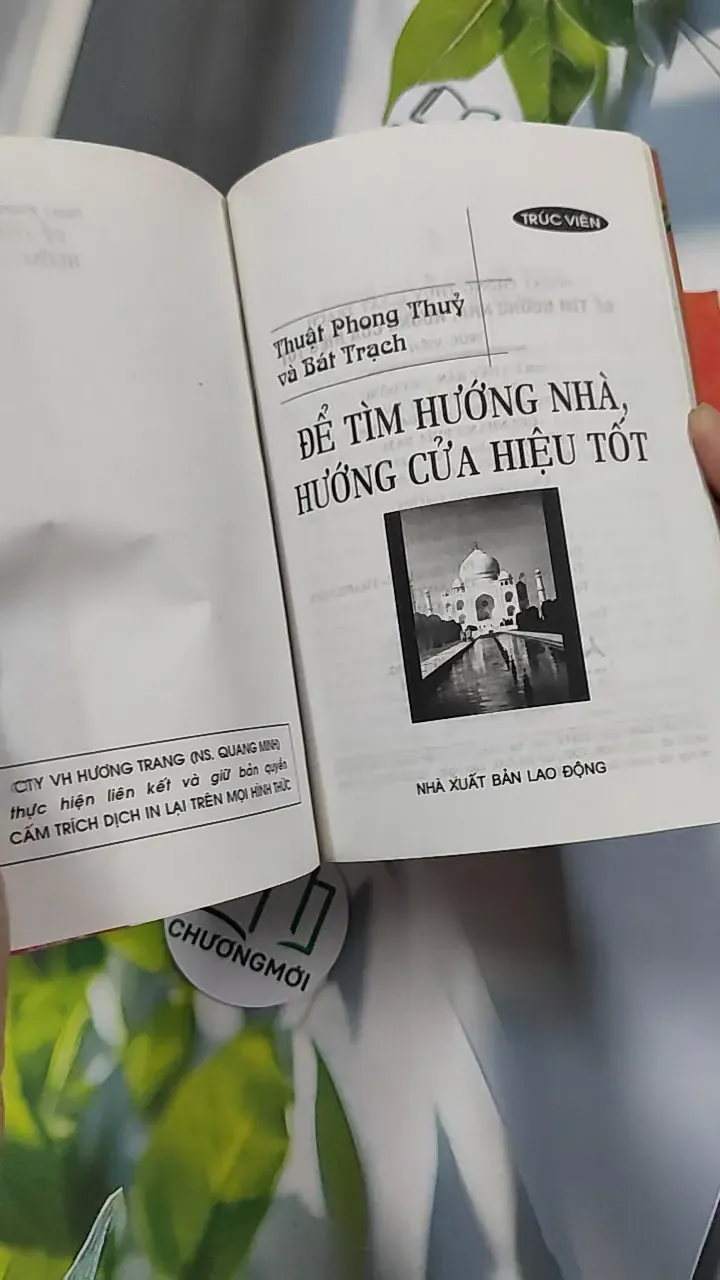 CTY VH HƯƠNG TRANG (NS. QUANG MINH)
thực hiện liên kết và giữ bản quyền
CẤM TRÍCH DỊCH IN LẠI TRÊN MỌI HÌNH THỨC
TRÚC VIÊN
Thuật Phong Thuỷ
và Bát Trạch
ĐỂ TÌM HƯỚNG NHÀ,
HƯỚNG CỬA HIỆU TỐT
NHÀ XUẤT BẢN LAO ĐỘNG
CHƯƠNGMỚI